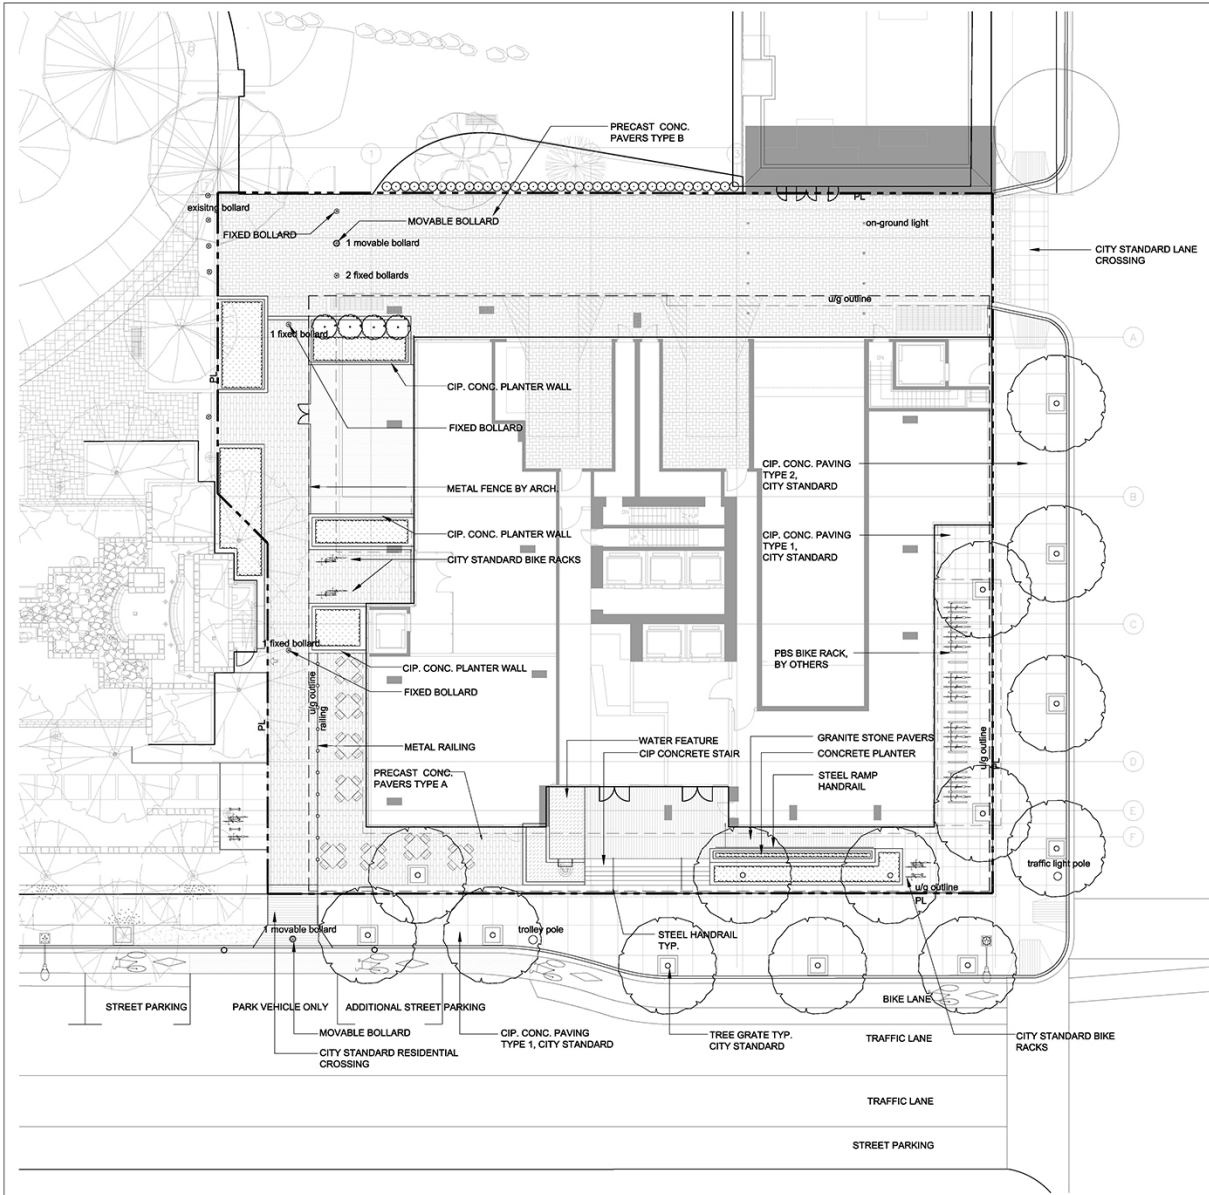 PRECAST CONC.
PAVERS TYPE B
1
PL
exisitng bollard
MOVABLE BOLLARD
on-ground light
FIXED BOLLARD
1 movable bollard
CITY STANDARD LANE
CROSSING
2 fixed bollards
u/g outline
1 fixed bollard
A
PL
CIP. CONC. PLANTER WALL
FIXED BOLLARD
CIP. CONC. PAVING
TYPE 2,
CITY STANDARD
METAL FENCE BY ARCH.
B
CIP. CONC. PLANTER WALL
CIP. CONC. PAVING
TYPE 1,
CITY STANDARD
CITY STANDARD BIKE RACKS
C
1 fixed bollard
PBS BIKE RACK,
BY OTHERS
CIP. CONC. PLANTER WALL
FIXED BOLLARD
u/g outline
railing
PL
METAL RAILING
WATER FEATURE
CIP CONCRETE STAIR
GRANITE STONE PAVERS
CONCRETE PLANTER
u/g outline
PL
D
PRECAST CONC.
PAVERS TYPE A
STEEL RAMP
HANDRAIL
E
F
traffic light pole
u/g outline
PL
1 movable bollard
trolley pole
STEEL HANDRAIL
TYP.
BIKE LANE
STREET PARKING
PARK VEHICLE ONLY
ADDITIONAL STREET PARKING
MOVABLE BOLLARD
CIP. CONC. PAVING
TYPE 1, CITY STANDARD
TREE GRATE TYP.
CITY STANDARD
TRAFFIC LANE
CITY STANDARD BIKE
RACKS
CITY STANDARD RESIDENTIAL
CROSSING
TRAFFIC LANE
STREET PARKING